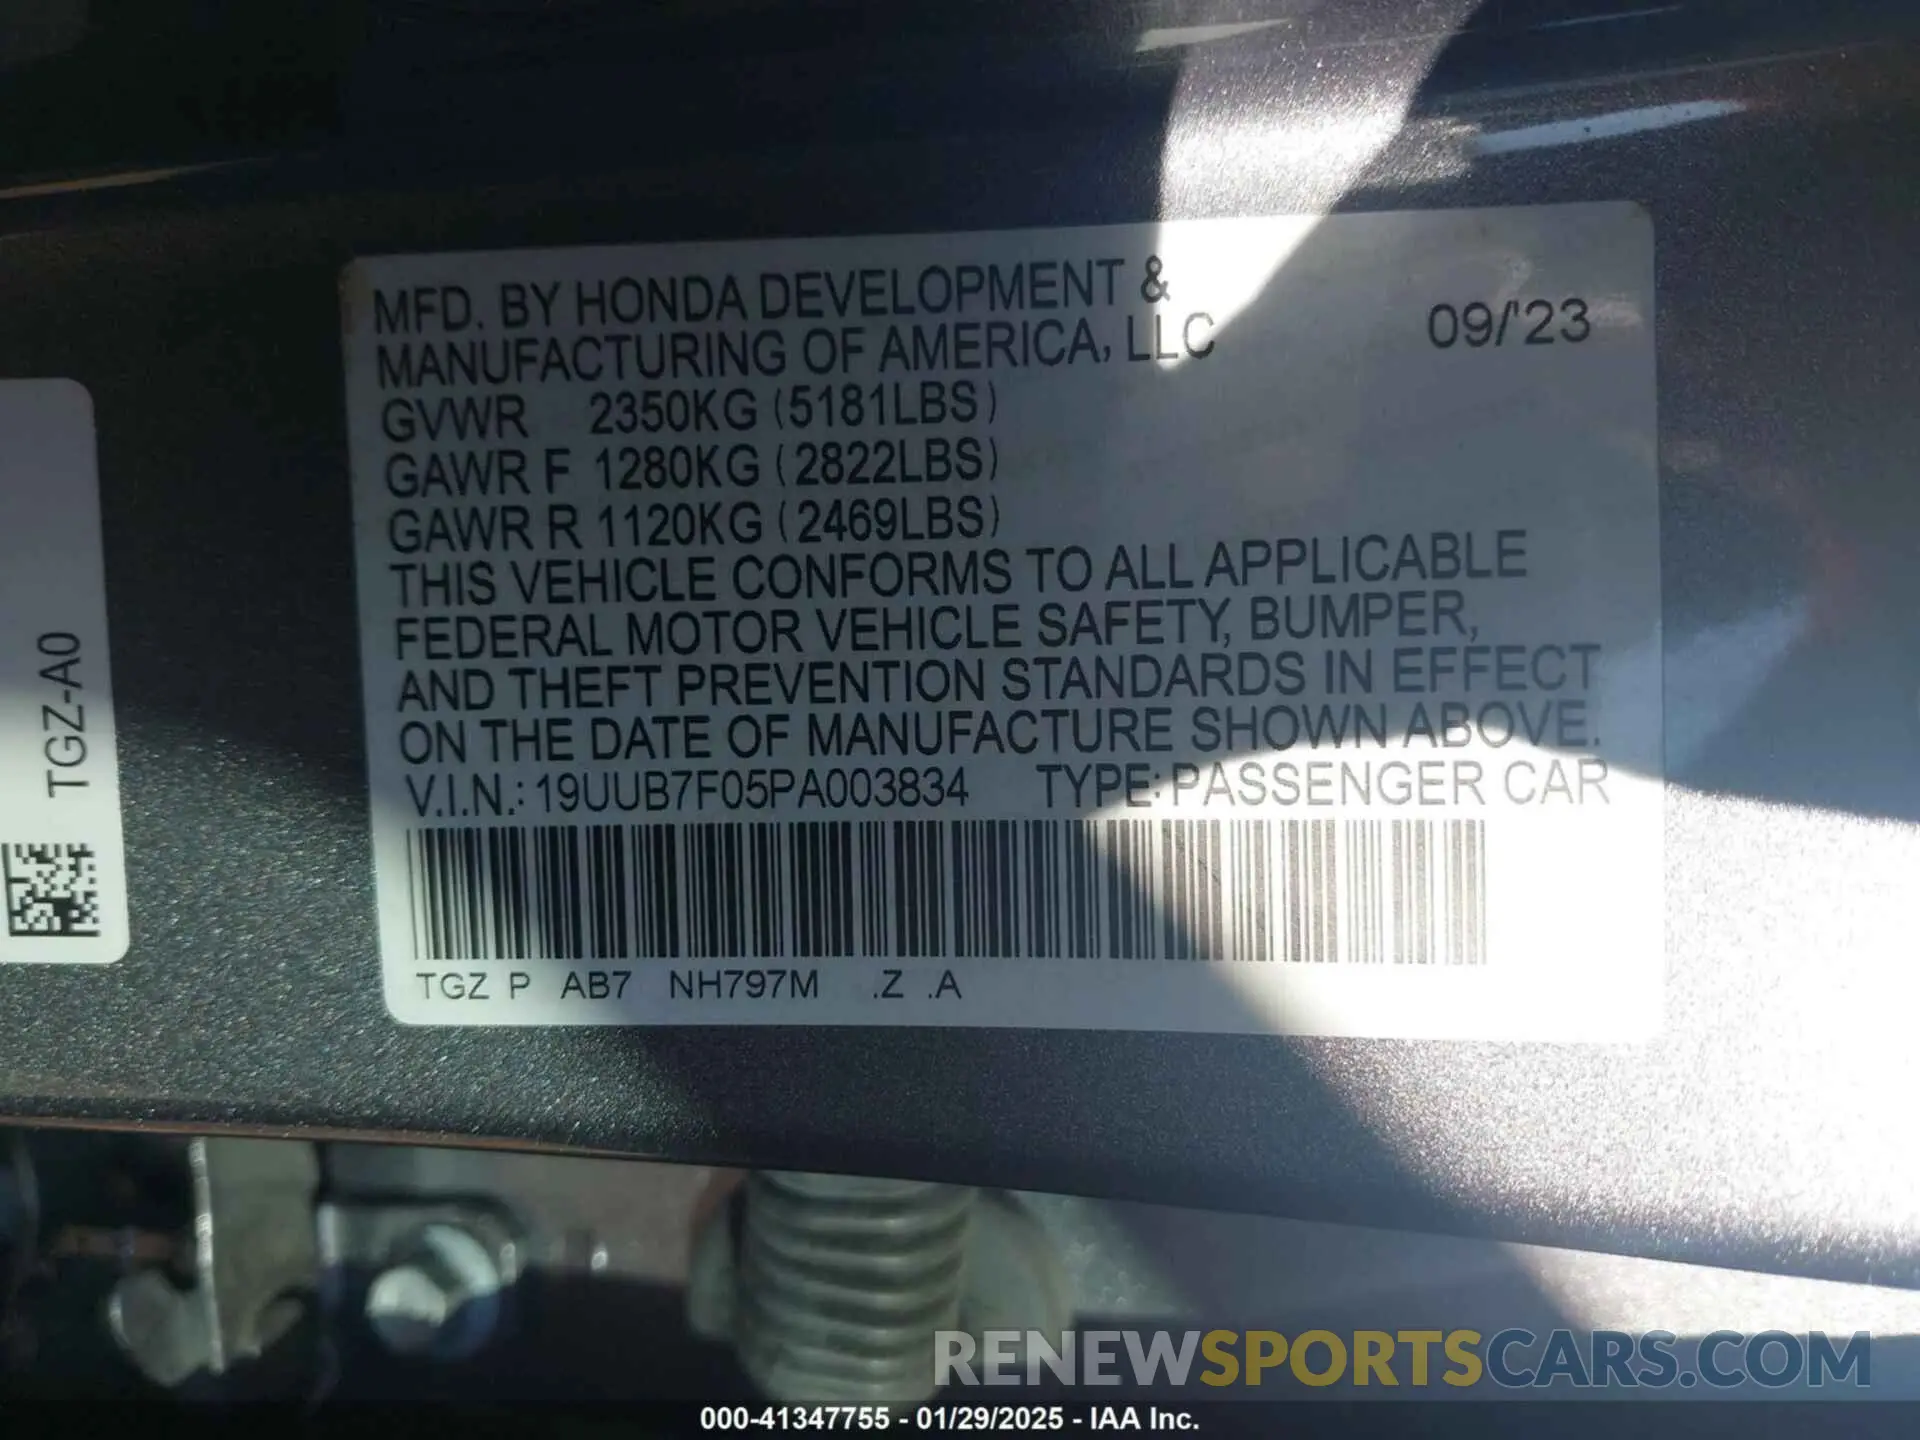 MFD. BY HONDA DEVELOPMENT &
MANUFACTURING OF AMERICA, LLC 09/'23
GVWR 2350KG (5181LBS)
GAWR F 1280KG (2822LBS)
GAWR R 1120KG (2469LBS)
THIS VEHICLE CONFORMS TO ALL APPLICABLE
FEDERAL MOTOR VEHICLE SAFETY, BUMPER,
AND THEFT PREVENTION STANDARDS IN EFFECT
ON THE DATE OF MANUFACTURE SHOWN ABOVE.
V.I.N.: 19UUB7F05PA003834 TYPE: PASSENGER CAR
TGZ P AB7 NH797M .Z .A
TGZ-A0
RENEWSPORTSCARS.COM
000-41347755 - 01/29/2025 - IAA Inc.